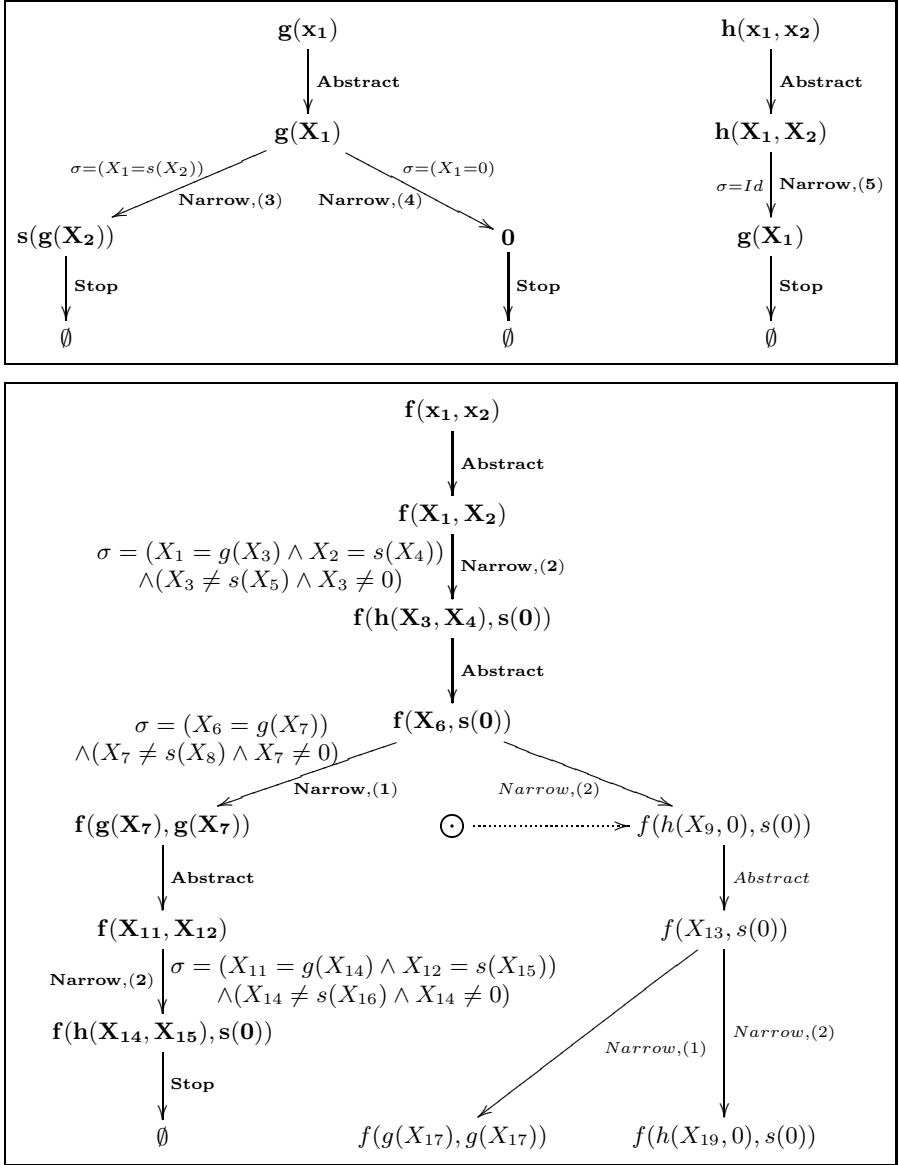 g(x₁) h(x₁, x₂)
Abstract Abstract
g(X₁) h(X₁, X₂)
σ=(X₁=s(X₂)) σ=(X₁=0)
Narrow,(3) Narrow,(4) σ=Id Narrow,(5)
s(g(X₂)) 0 g(X₁)
Stop Stop Stop
∅ ∅ ∅
f(x₁, x₂)
Abstract
f(X₁, X₂)
σ = (X₁ = g(X₃) ∧ X₂ = s(X₄))
∧(X₃ ≠ s(X₅) ∧ X₃ ≠ 0)
Narrow,(2)
f(h(X₃, X₄), s(0))
Abstract
f(X₆, s(0))
σ = (X₆ = g(X₇))
∧(X₇ ≠ s(X₈) ∧ X₇ ≠ 0)
Narrow,(1) Narrow,(2)
f(g(X₇), g(X₇)) ⊙ f(h(X₉, 0), s(0))
Abstract Abstract
f(X₁₁, X₁₂) f(X₁₃, s(0))
Narrow,(2) σ = (X₁₁ = g(X₁₄) ∧ X₁₂ = s(X₁₅))
∧(X₁₄ ≠ s(X₁₆) ∧ X₁₄ ≠ 0)
f(h(X₁₄, X₁₅), s(0)) Narrow,(1) Narrow,(2)
Stop
∅ f(g(X₁₇), g(X₁₇)) f(h(X₁₉, 0), s(0))